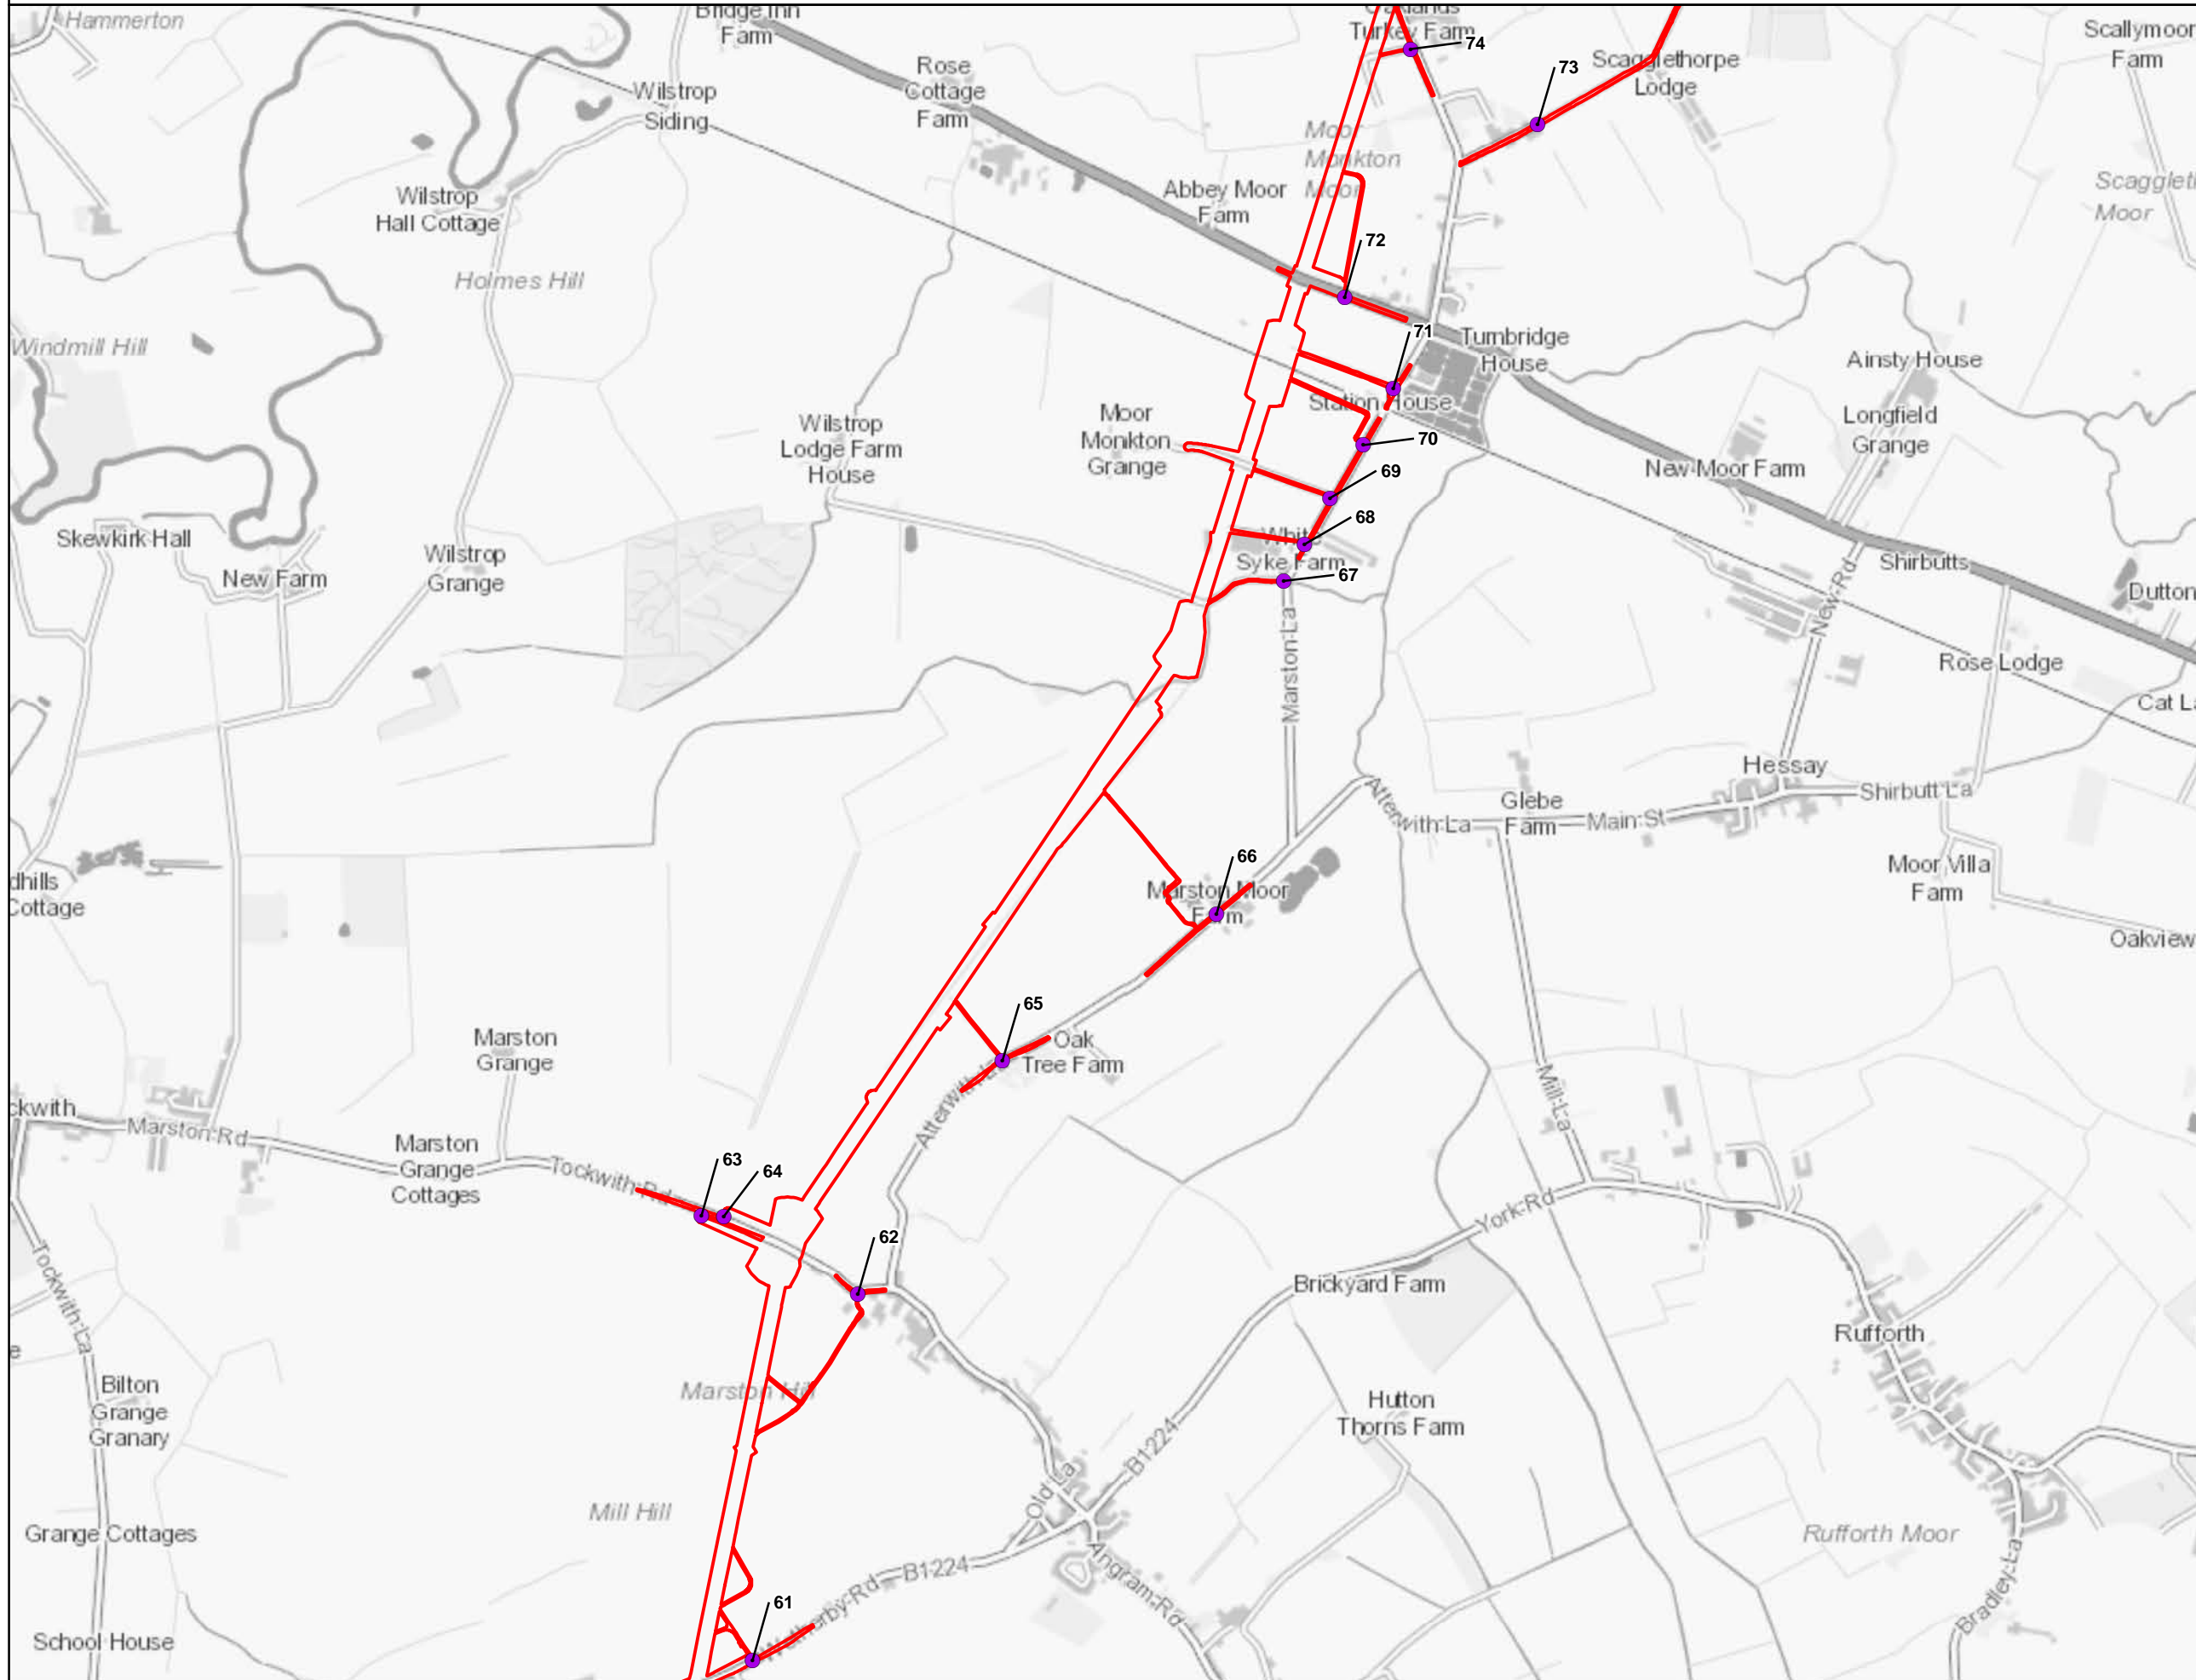 Hammerton
Bridge Inn
Farm
Oaklands
Turkey Farm
74
Scallymoor
Farm
Rose
Cottage
Farm
Scagglethorpe
Lodge
73
Wilstrop
Siding
Moor
Monkton
Moor
Wilstrop
Hall Cottage
Abbey Moor
Farm
Moor
72
Holmes Hill
Windmill Hill
71
Turnbridge
House
Ainsty House
Station House
Moor
Monkton
Grange
Wilstrop
Lodge Farm
House
Longfield
Grange
70
69
New Moor Farm
68
Skewkirk Hall
New Farm
Wilstrop
Grange
White
Syke Farm
67
Shirbutts
New Rd
Dutton
Marston La
Rose Lodge
Hessay
Shirbutt La
Atterwith La
Glebe
Farm
Main St
66
Marston Moor
Farm
Moor Villa
Farm
dhills
Cottage
Oakview
65
Oak
Tree Farm
Marston
Grange
Atterwith La
Mill La
ckwith
Marston Rd
Marston
Grange
Cottages
Tockwith Rd
63
64
62
York Rd
Brickyard Farm
Tockwith La
e
Rufforth
Bilton
Grange
Granary
Marston Hill
Hutton
Thorns Farm
B1224
Old La
Mill Hill
Grange Cottages
Rufforth Moor
B1224
Angram Rd
61
Wetherby Rd
School House
Bradley La